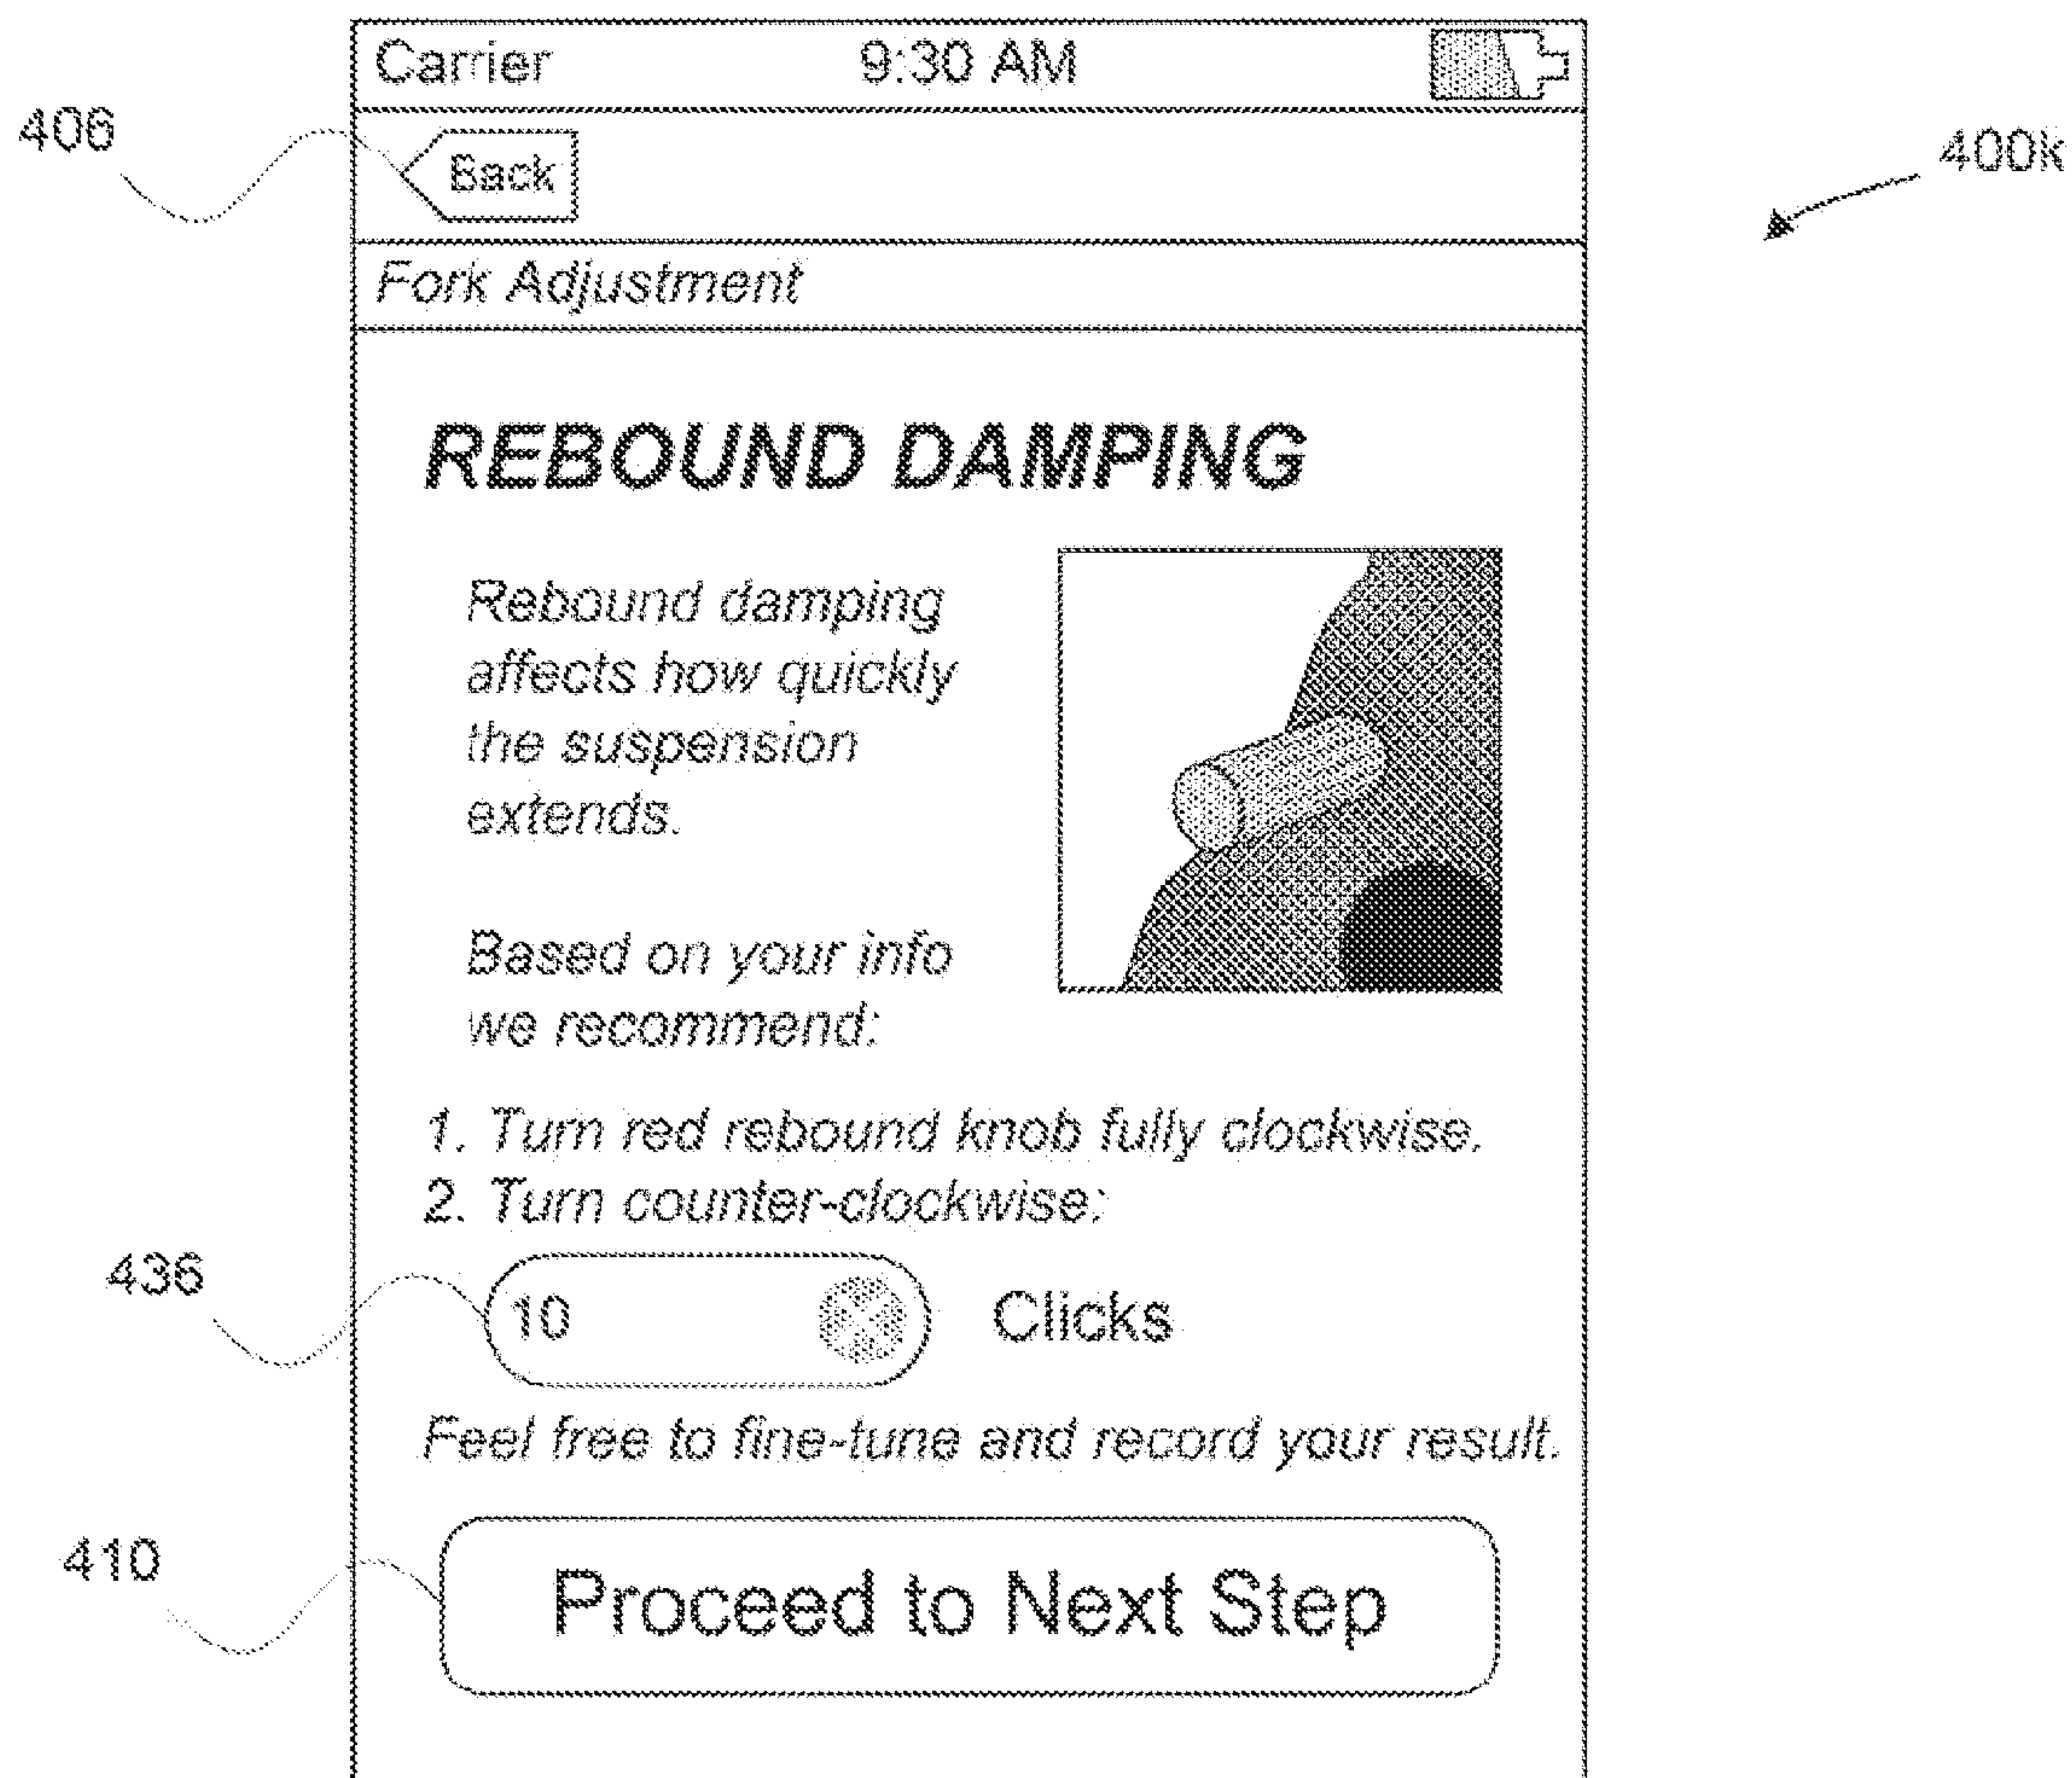 Carrier 9:30 AM
406
Back
400k
Fork Adjustment
REBOUND DAMPING
Rebound damping
affects how quickly
the suspension
extends.
Based on your info
we recommend:
1. Turn red rebound knob fully clockwise.
2. Turn counter-clockwise:
436
10 Clicks
Feel free to fine-tune and record your result.
410
Proceed to Next Step